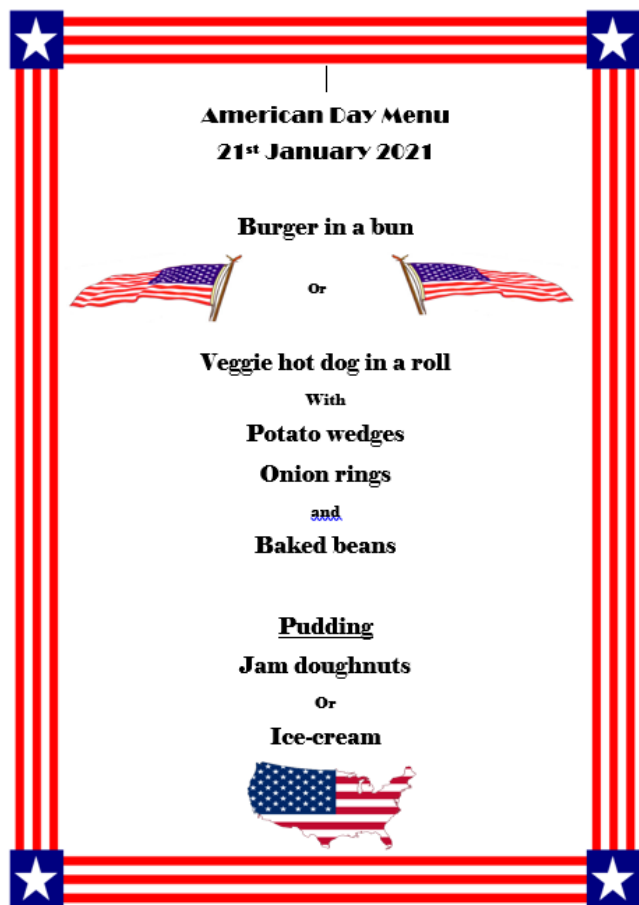 American Day Menu
21st January 2021
Burger in a bun
Or
Veggie hot dog in a roll
With
Potato wedges
Onion rings
and
Baked beans
Pudding
Jam doughnuts
Or
Ice-cream